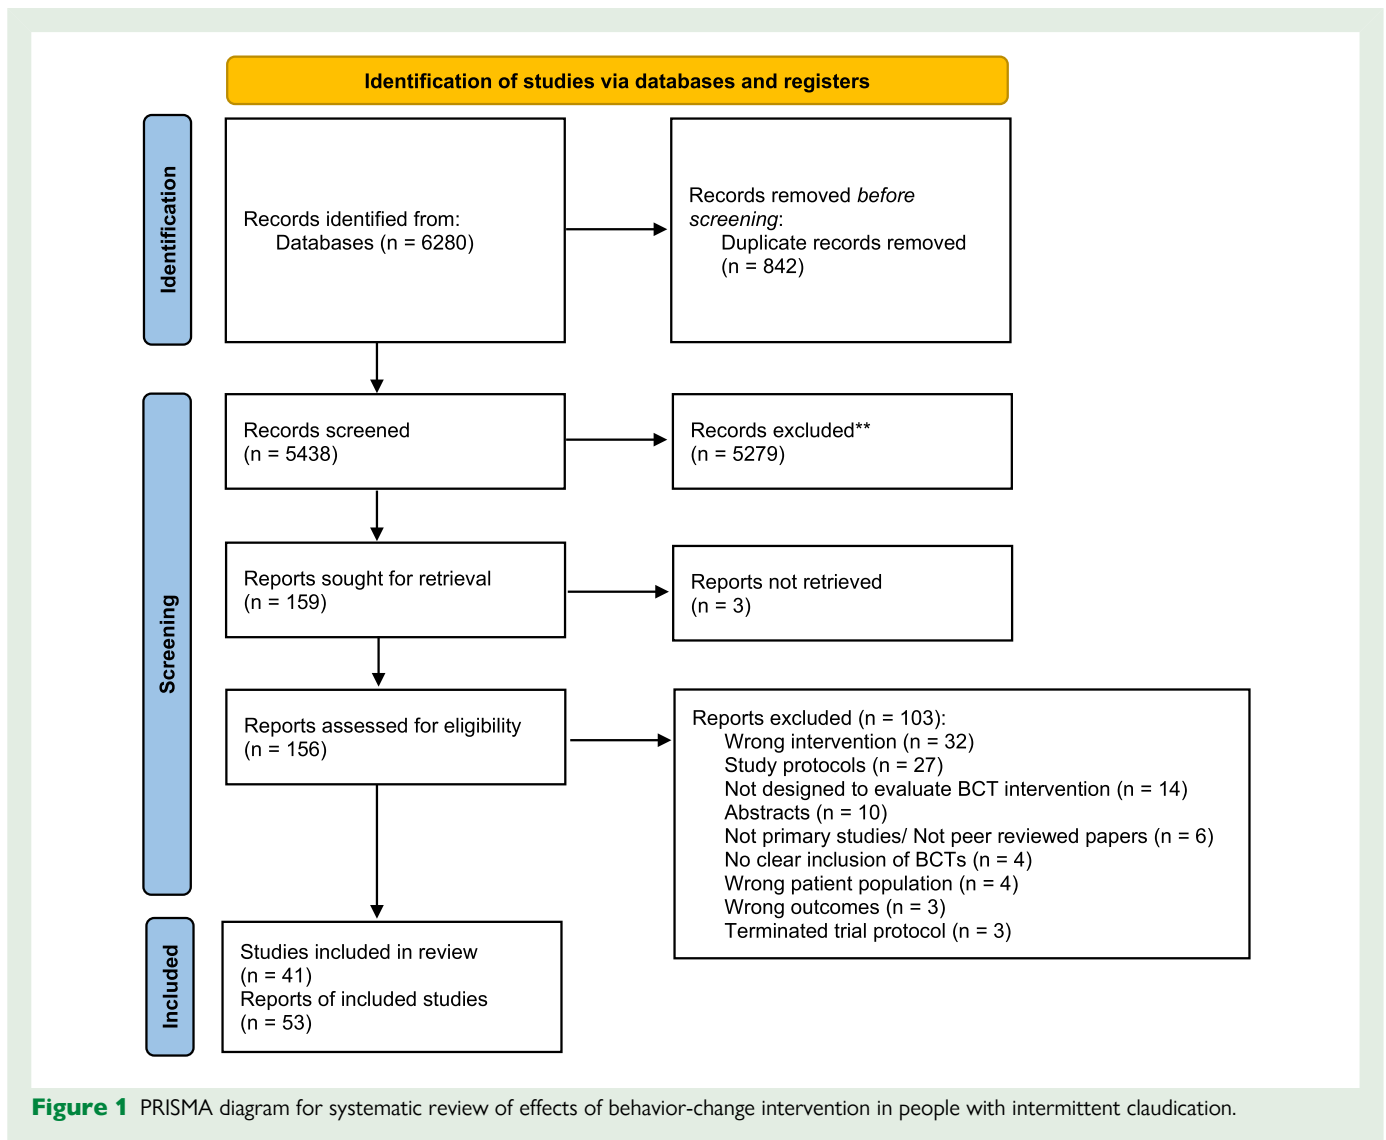 Identification of studies via databases and registers
Identification
Records identified from:
Databases (n = 6280)
Records removed before
screening:
Duplicate records removed
(n = 842)
Screening
Records screened
(n = 5438)
Records excluded**
(n = 5279)
Reports sought for retrieval
(n = 159)
Reports not retrieved
(n = 3)
Reports assessed for eligibility
(n = 156)
Reports excluded (n = 103):
Wrong intervention (n = 32)
Study protocols (n = 27)
Not designed to evaluate BCT intervention (n = 14)
Abstracts (n = 10)
Not primary studies/ Not peer reviewed papers (n = 6)
No clear inclusion of BCTs (n = 4)
Wrong patient population (n = 4)
Wrong outcomes (n = 3)
Terminated trial protocol (n = 3)
Included
Studies included in review
(n = 41)
Reports of included studies
(n = 53)
Figure 1 PRISMA diagram for systematic review of effects of behavior-change intervention in people with intermittent claudication.